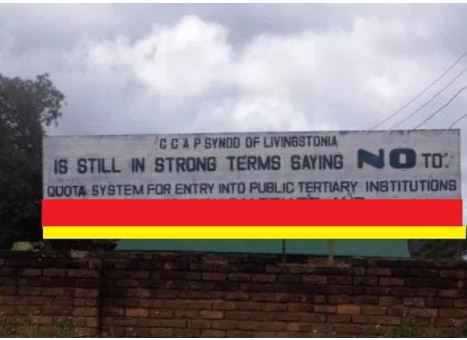 C C A P SYNOD OF LIVINGSTONIA
IS STILL IN STRONG TERMS SAYING NO TO:
QUOTA SYSTEM FOR ENTRY INTO PUBLIC TERTIARY INSTITUTIONS